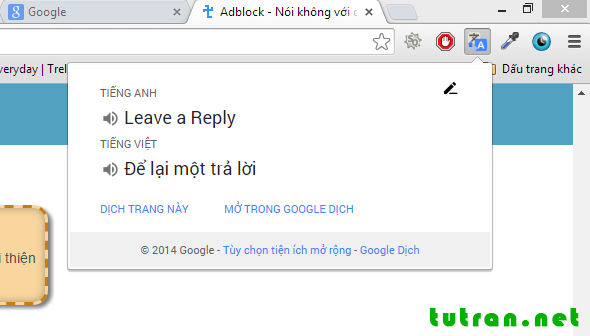 Google
Adblock - Nói không với
everyday | Trel
Dấu trang khác
TIẾNG ANH
Leave a Reply
TIẾNG VIỆT
Để lại một trả lời
DỊCH TRANG NÀY MỞ TRONG GOOGLE DỊCH
i thiện
© 2014 Google - Tùy chọn tiện ích mở rộng - Google Dịch
tutran.net